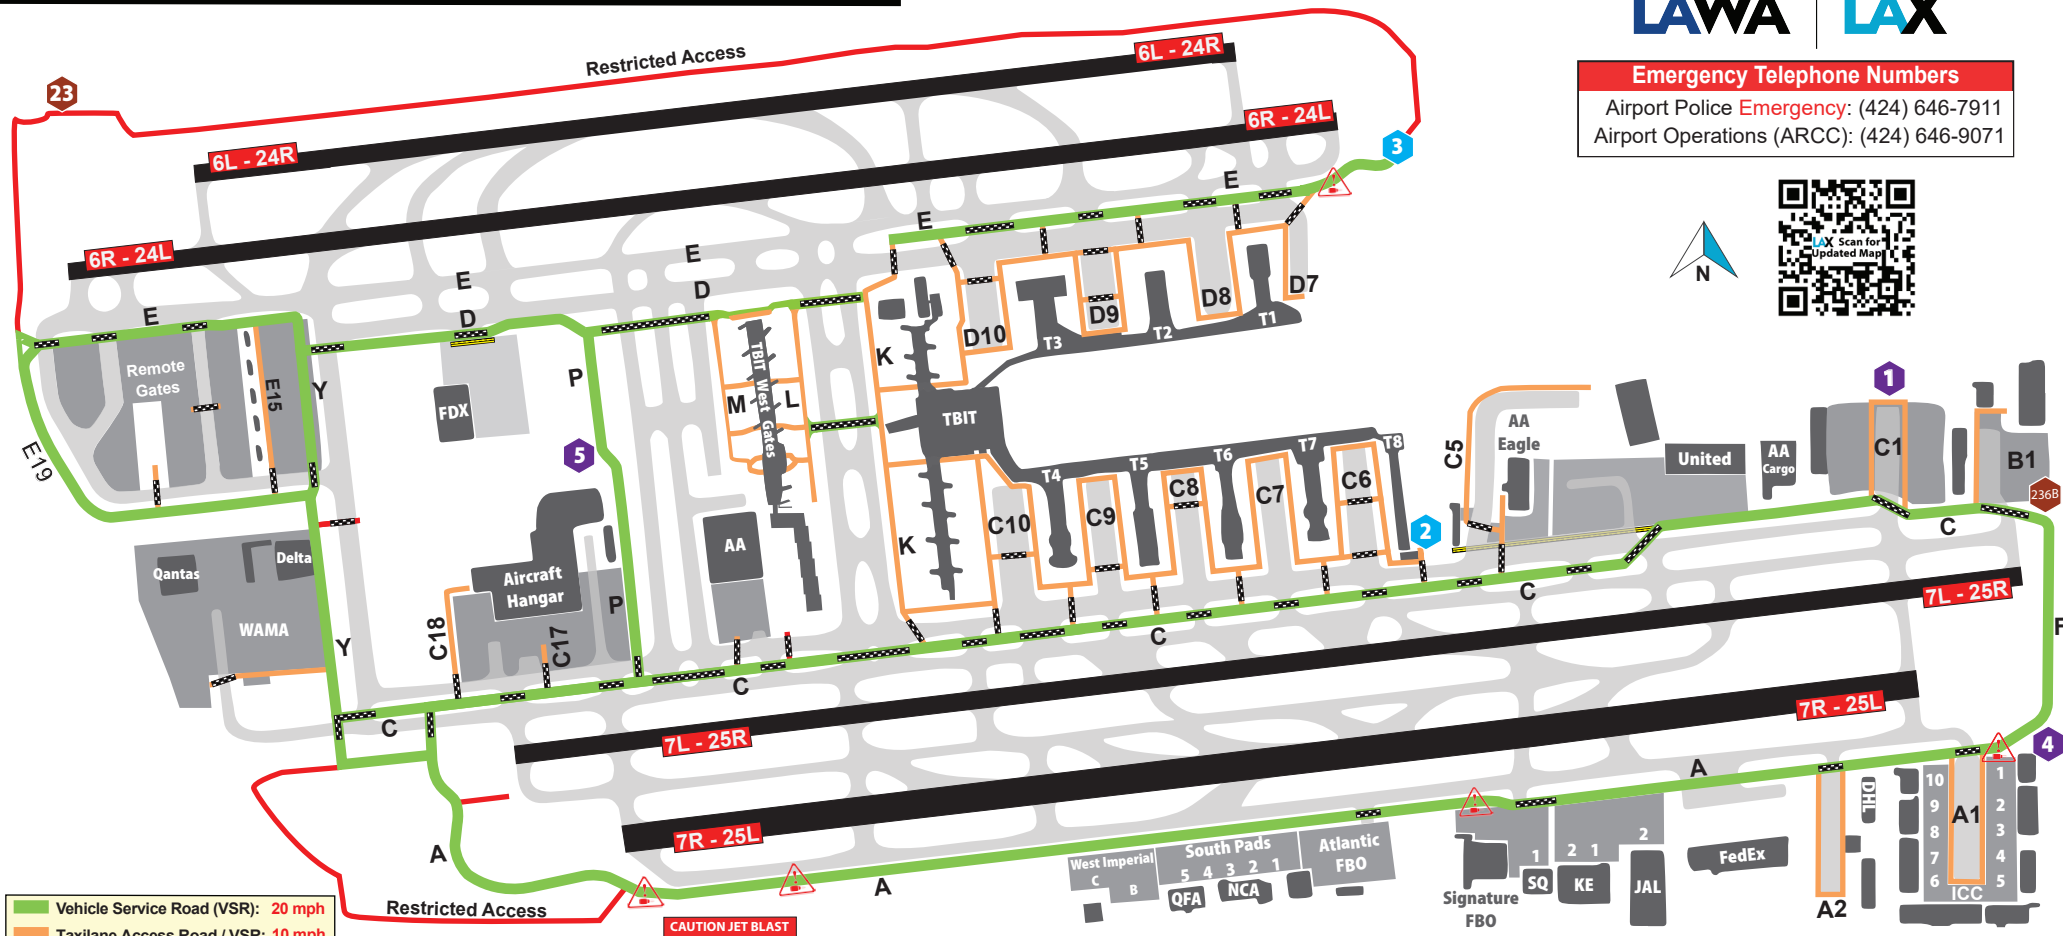 LAWA | LAX
Emergency Telephone Numbers
Airport Police Emergency: (424) 646-7911
Airport Operations (ARCC): (424) 646-9071
LAX Scan for
Updated Map
N
Restricted Access
6L - 24R
6L - 24R
6R - 24L
6R - 24L
23
3
E
E
E
E
E
D
D
D7
D8
D9
D10
T1
T2
T3
K
K
TBIT
TBIT West Gates
M
L
P
P
5
Y
Y
E15
E19
Remote
Gates
FDX
Qantas
Delta
WAMA
Aircraft
Hangar
C18
C17
AA
T4
T5
T6
T7
T8
C10
C9
C8
C7
C6
2
C5
AA
Eagle
United
AA
Cargo
1
C1
B1
236B
C
C
C
C
C
F
7L - 25R
7L - 25R
7R - 25L
7R - 25L
4
A
A
A
West Imperial
C
B
South Pads
5 4 3 2 1
QFA
NCA
Atlantic
FBO
Signature
FBO
1
SQ
2 1
KE
2
JAL
FedEx
DHL
A2
A1
10
9
8
7
6
1
2
3
4
5
ICC
Restricted Access
CAUTION JET BLAST
Vehicle Service Road (VSR): 20 mph
Taxilane Access Road / VSR: 10 mph